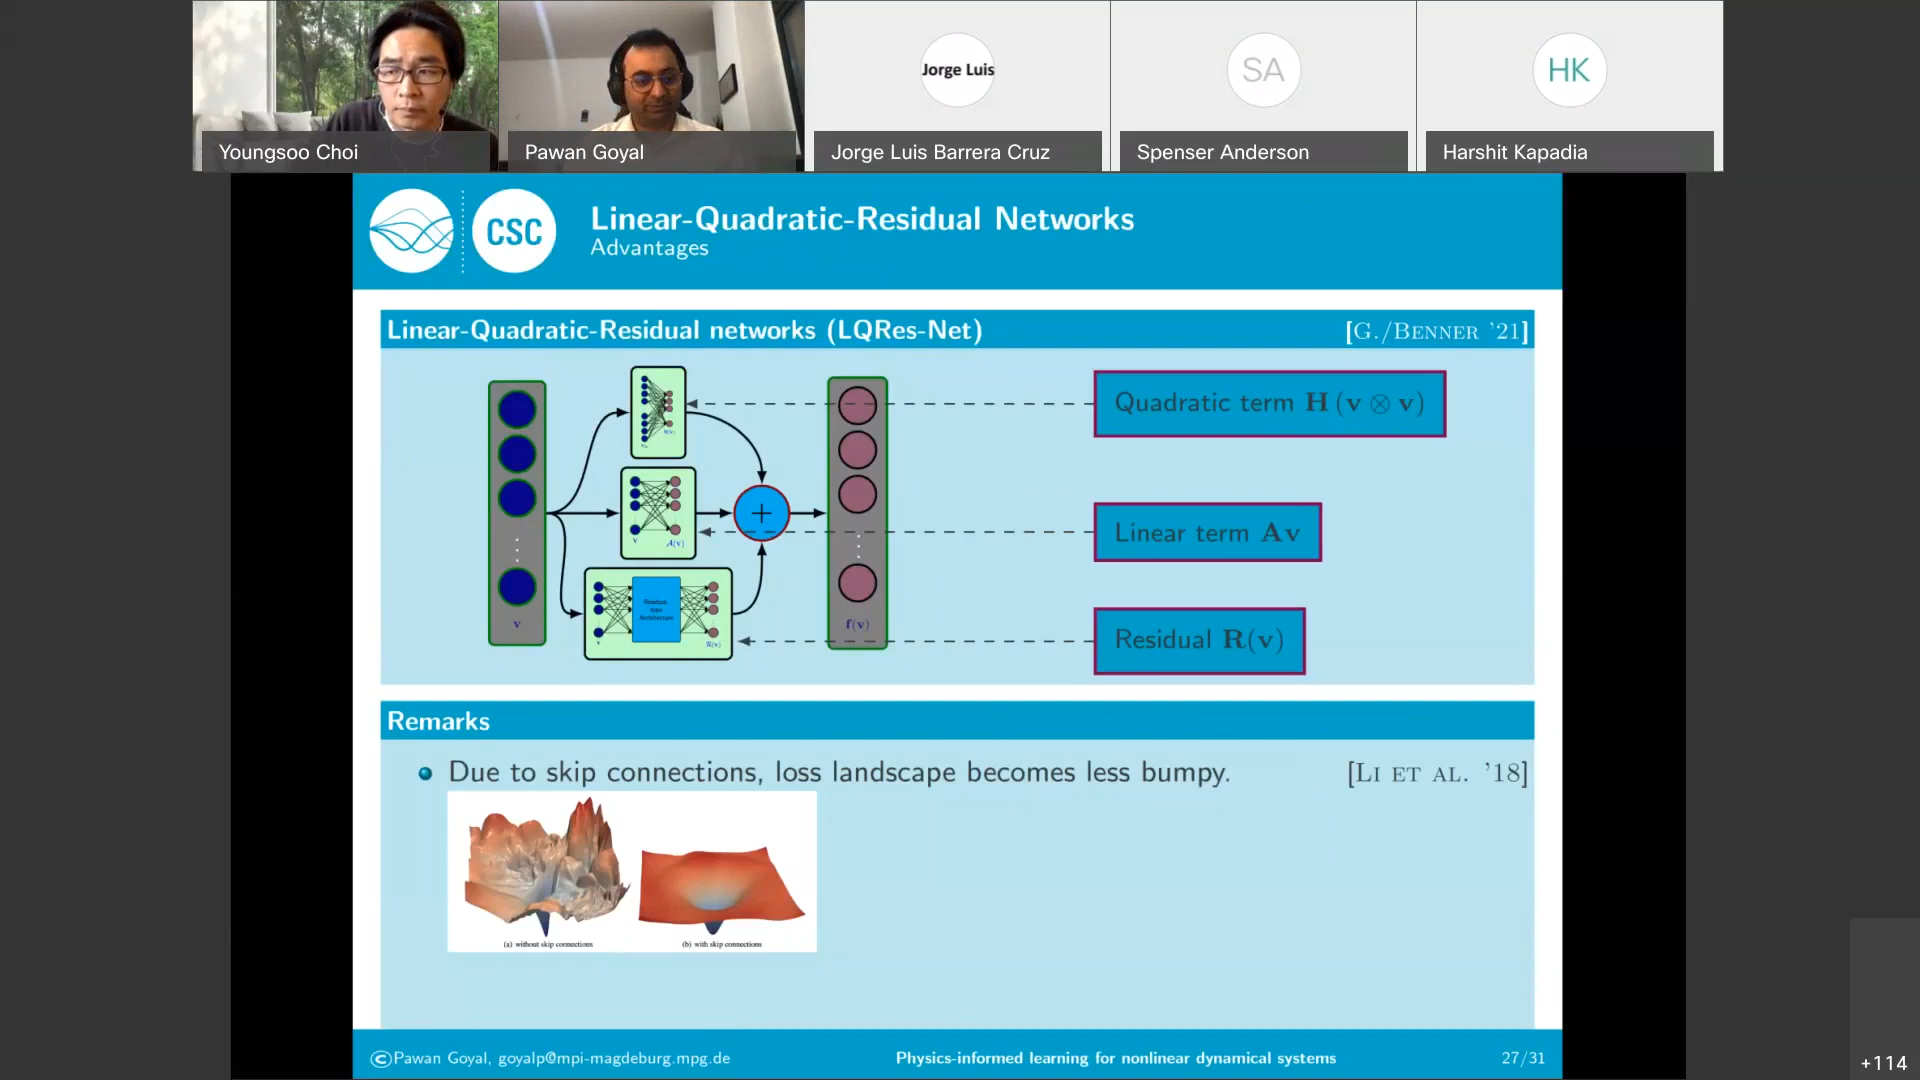 Jorge Luis
SA
HK
Youngsoo Choi
Pawan Goyal
Jorge Luis Barrera Cruz
Spenser Anderson
Harshit Kapadia
CSC
Linear-Quadratic-Residual Networks
Advantages
Linear-Quadratic-Residual networks (LQRes-Net) [G./BENNER '21]
Quadratic term H (v ⊗ v)
Linear term Av
v A(v)
+
Residual type Architecture
v R(v)
v
f(v)
Residual R(v)
Remarks
Due to skip connections, loss landscape becomes less bumpy. [LI ET AL. '18]
(a) without skip connections
(b) with skip connections
©Pawan Goyal, goyalp@mpi-magdeburg.mpg.de Physics-informed learning for nonlinear dynamical systems 27/31
+114